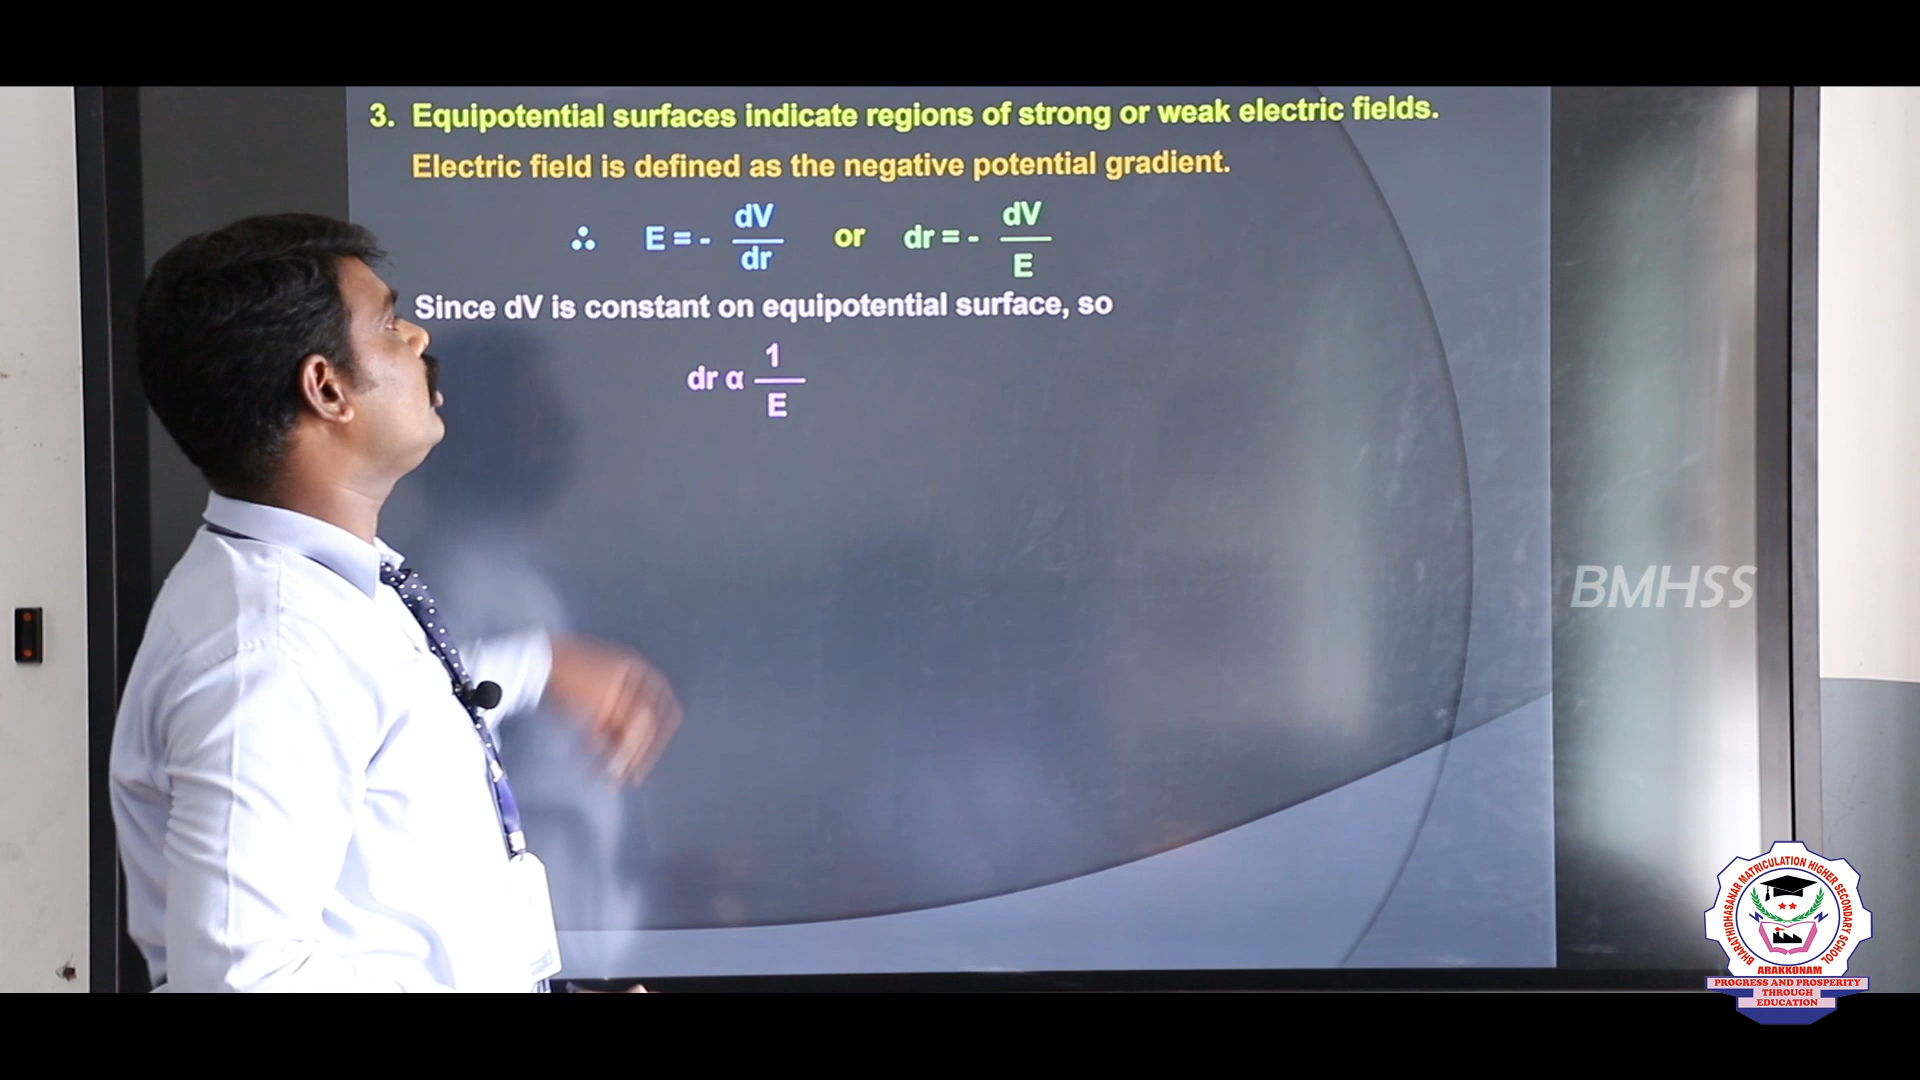 3. Equipotential surfaces indicate regions of strong or weak electric fields.
Electric field is defined as the negative potential gradient.
∴ E = - dV/dr or dr = - dV/E
Since dV is constant on equipotential surface, so
dr α 1/E
BMHSS
BHARATHIDHASANAR MATRICULATION HIGHER SECONDARY SCHOOL
ARAKKONAM
PROGRESS AND PROSPERITY
THROUGH
EDUCATION